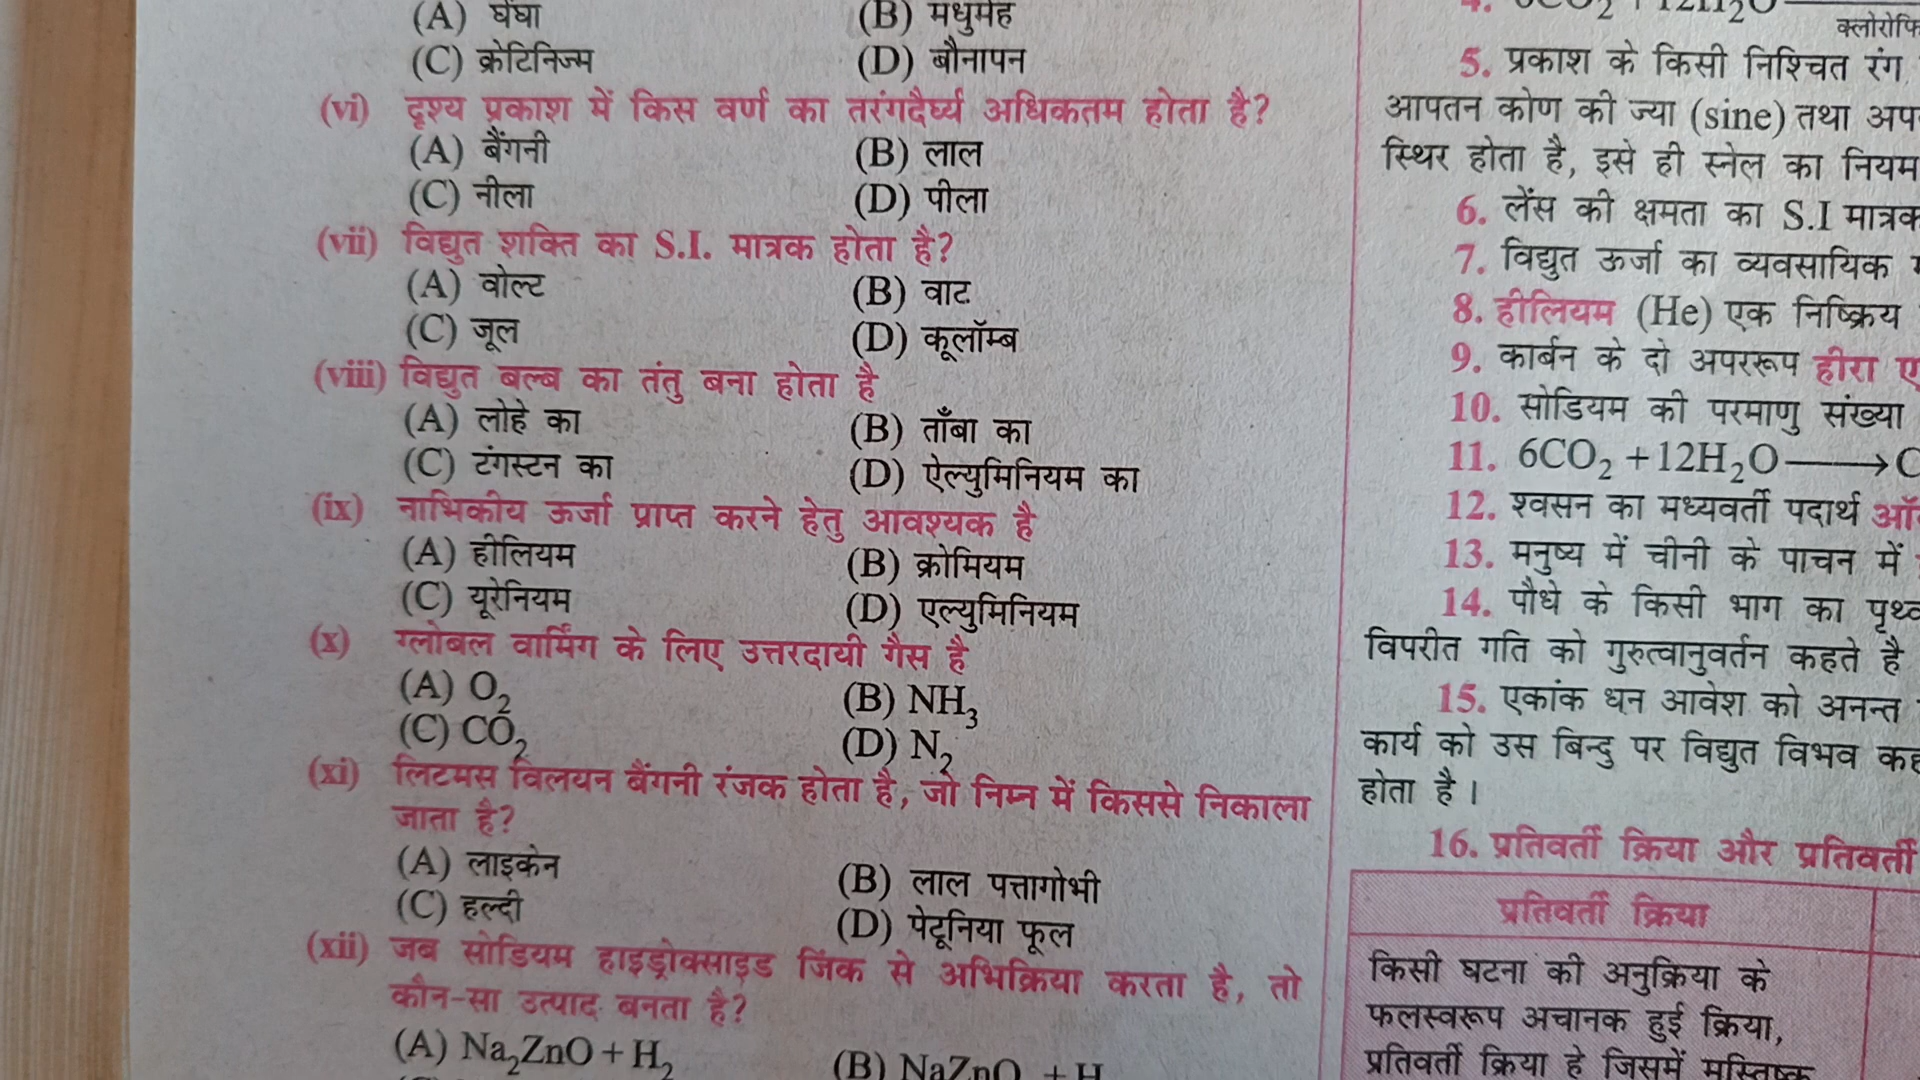 (A) घेंघा (B) मधुमेह
(C) क्रेटिनिज्म (D) बौनापन
(vi) दृश्य प्रकाश में किस वर्ण का तरंगदैर्घ्य अधिकतम होता है?
(A) बैंगनी (B) लाल
(C) नीला (D) पीला
(vii) विद्युत शक्ति का S.I. मात्रक होता है?
(A) वोल्ट (B) वाट
(C) जूल (D) कूलॉम्ब
(viii) विद्युत बल्ब का तंतु बना होता है
(A) लोहे का (B) ताँबा का
(C) टंगस्टन का (D) ऐल्युमिनियम का
(ix) नाभिकीय ऊर्जा प्राप्त करने हेतु आवश्यक है
(A) हीलियम (B) क्रोमियम
(C) यूरेनियम (D) एल्युमिनियम
(x) ग्लोबल वार्मिंग के लिए उत्तरदायी गैस है
(A) O₂ (B) NH₃
(C) CO₂ (D) N₂
(xi) लिटमस विलयन बैंगनी रंजक होता है, जो निम्न में किससे निकाला
जाता है?
(A) लाइकेन (B) लाल पत्तागोभी
(C) हल्दी (D) पेटूनिया फूल
(xii) जब सोडियम हाइड्रोक्साइड जिंक से अभिक्रिया करता है, तो
कौन-सा उत्पाद बनता है?
(A) Na₂ZnO + H₂ (B) NaZnO + H
5. प्रकाश के किसी निश्चित रंग
आपतन कोण की ज्या (sine) तथा
स्थिर होता है, इसे ही स्नेल का नियम
6. लेंस की क्षमता का S.I मात्रक
7. विद्युत ऊर्जा का व्यवसायिक
8. हीलियम (He) एक निष्क्रिय
9. कार्बन के दो अपररूप हीरा
10. सोडियम की परमाणु संख्या
11. 6CO₂ + 12H₂O ⟶
12. श्वसन का मध्यवर्ती पदार्थ
13. मनुष्य में चीनी के पाचन में
14. पौधे के किसी भाग का
विपरीत गति को गुरुत्वानुवर्तन कहते है
15. एकांक धन आवेश को अनन्त
कार्य को उस बिन्दु पर विद्युत विभव
होता है।
16. प्रतिवर्ती क्रिया और प्रतिवर्ती
प्रतिवर्ती क्रिया
किसी घटना की अनुक्रिया के
फलस्वरूप अचानक हुई क्रिया,
प्रतिवर्ती क्रिया है जिसमें मस्तिष्क